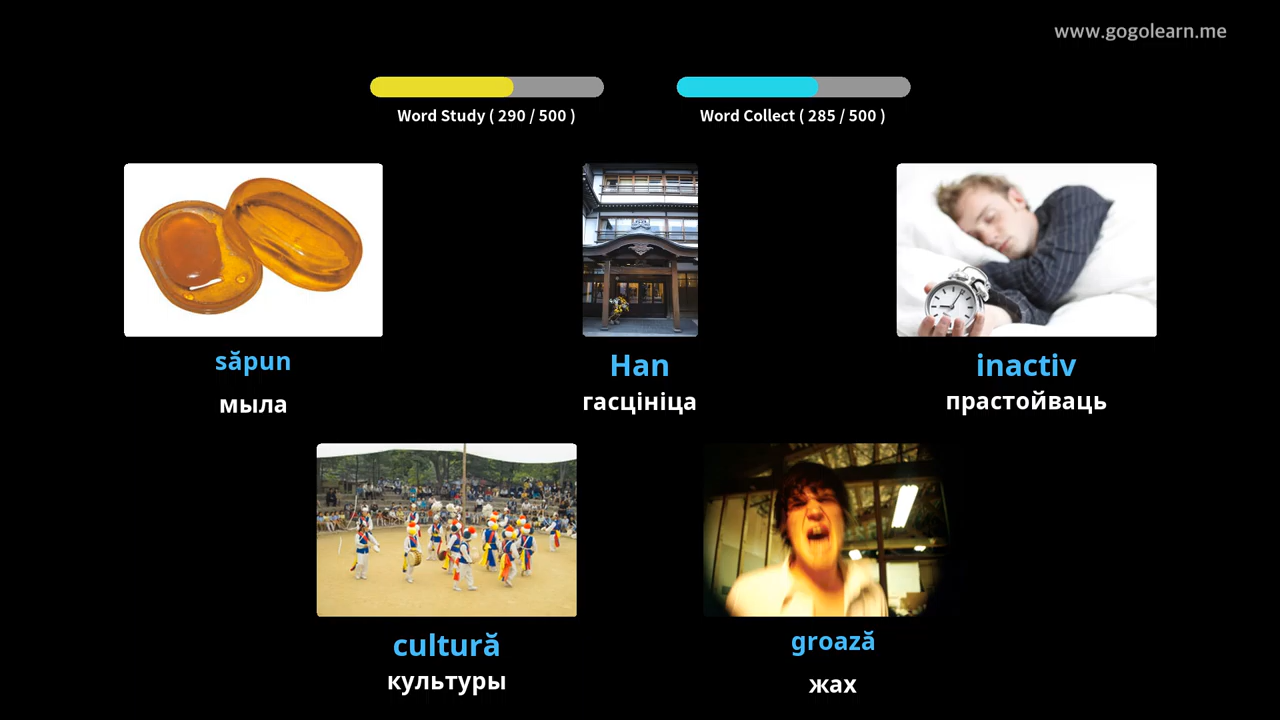 www.gogolearn.me
Word Study ( 290 / 500 )
Word Collect ( 285 / 500 )
săpun
мыла
Han
гасцініца
inactiv
прастойваць
cultură
культуры
groază
жах